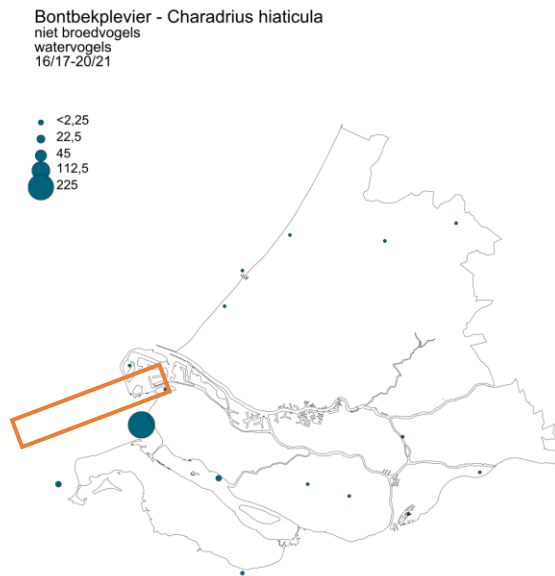 Bontbekplevier - Charadrius hiaticula
niet broedvogels
watervogels
16/17-20/21
<2,25
22,5
45
112,5
225